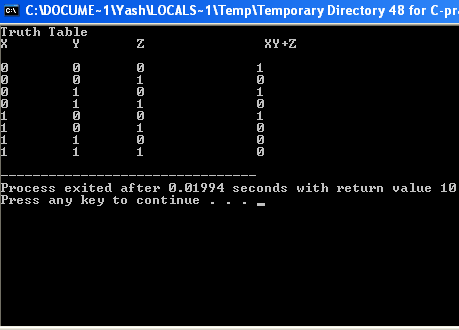 C:\DOCUME~1\Yash\LOCALS~1\Temp\Temporary Directory 48 for C-pra
Truth Table
X Y Z XY+Z
0 0 0 1
0 0 1 0
0 1 0 1
0 1 1 0
1 0 0 1
1 0 1 0
1 1 0 0
1 1 1 0
--------------------------------
Process exited after 0.01994 seconds with return value 10
Press any key to continue . . . _